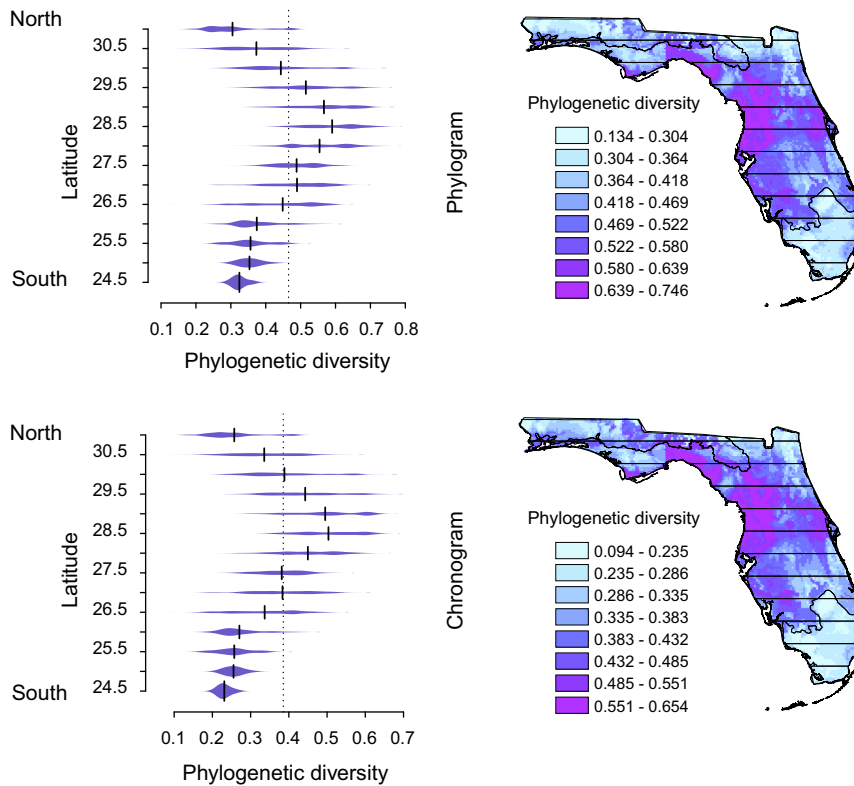 North
30.5
29.5
28.5
27.5
26.5
25.5
24.5
South
Latitude
0.1 0.2 0.3 0.4 0.5 0.6 0.7 0.8
Phylogenetic diversity
Phylogram
Phylogenetic diversity
0.134 - 0.304
0.304 - 0.364
0.364 - 0.418
0.418 - 0.469
0.469 - 0.522
0.522 - 0.580
0.580 - 0.639
0.639 - 0.746
North
30.5
29.5
28.5
27.5
26.5
25.5
24.5
South
Latitude
0.1 0.2 0.3 0.4 0.5 0.6 0.7
Phylogenetic diversity
Chronogram
Phylogenetic diversity
0.094 - 0.235
0.235 - 0.286
0.286 - 0.335
0.335 - 0.383
0.383 - 0.432
0.432 - 0.485
0.485 - 0.551
0.551 - 0.654